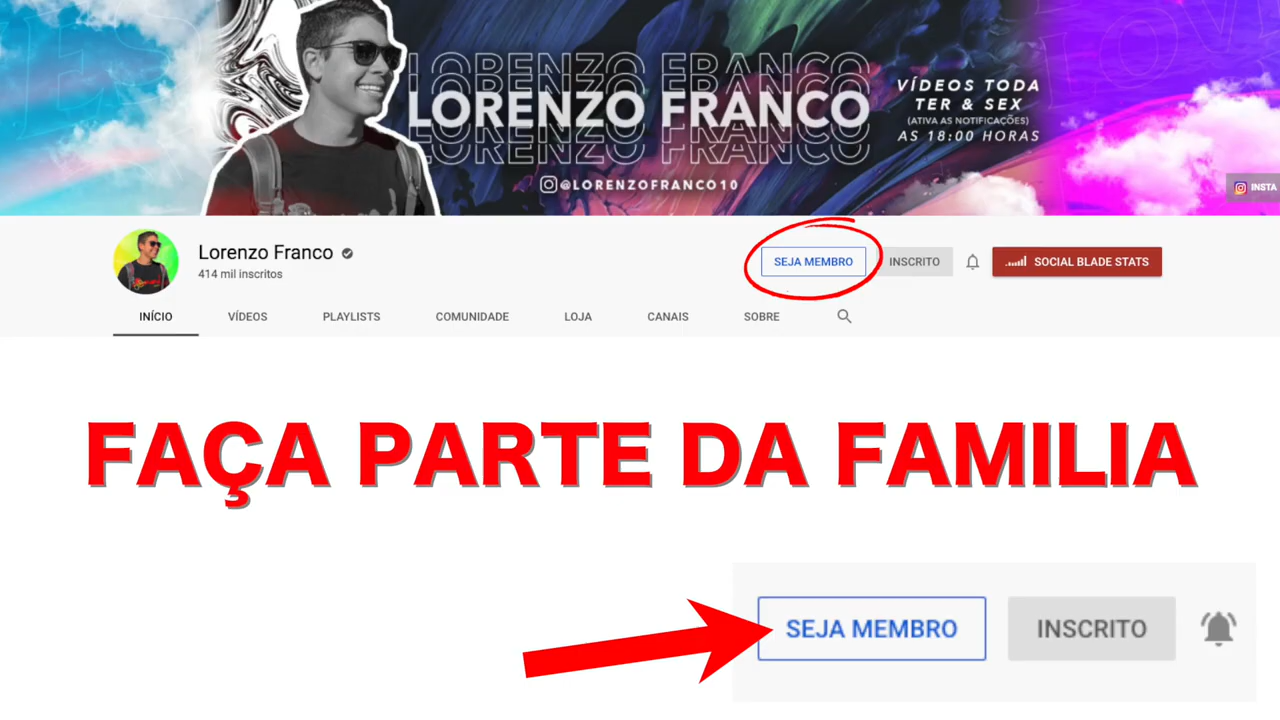 LORENZO FRANCO
LORENZO FRANCO
LORENZO FRANCO
VÍDEOS TODA
TER & SEX
(ATIVA AS NOTIFICAÇÕES)
AS 18:00 HORAS
@LORENZOFRANCO10
INSTA
Lorenzo Franco
414 mil inscritos
SEJA MEMBRO
INSCRITO
SOCIAL BLADE STATS
INÍCIO
VÍDEOS
PLAYLISTS
COMUNIDADE
LOJA
CANAIS
SOBRE
FAÇA PARTE DA FAMILIA
SEJA MEMBRO
INSCRITO